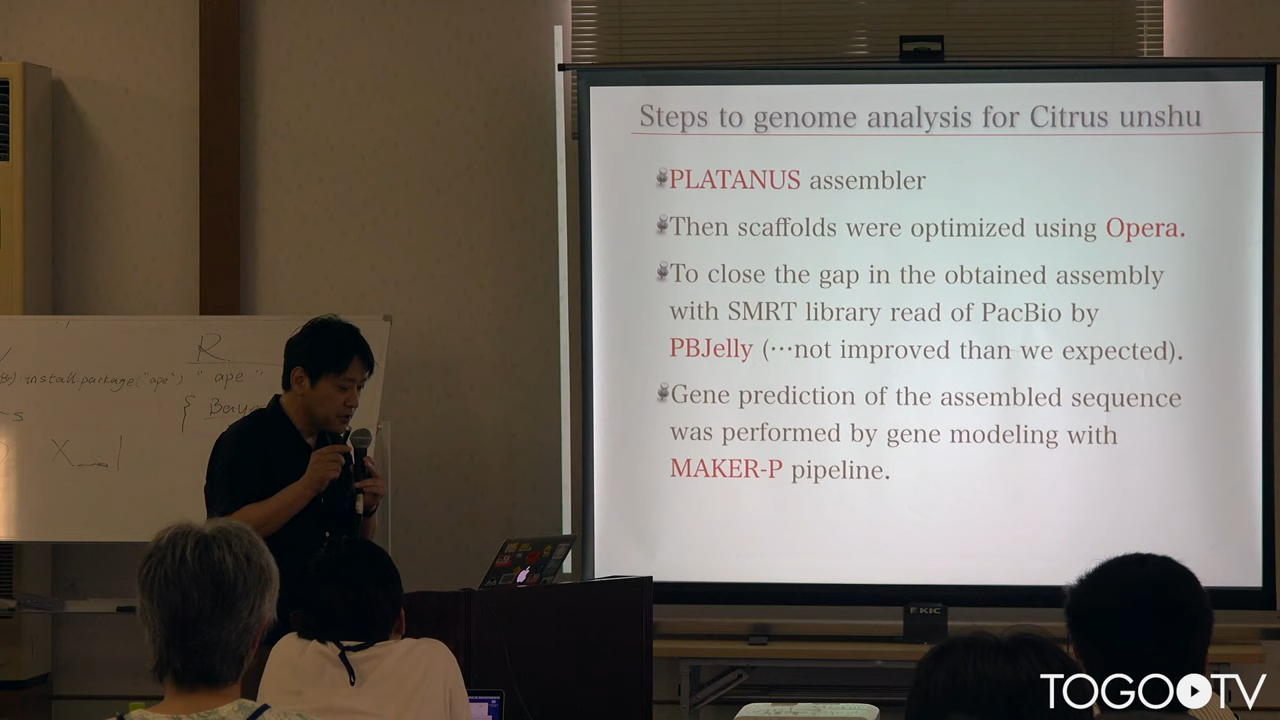 Steps to genome analysis for Citrus unshu
PLATANUS assembler
Then scaffolds were optimized using Opera.
To close the gap in the obtained assembly
with SMRT library read of PacBio by
PBJelly (…not improved than we expected).
Gene prediction of the assembled sequence
was performed by gene modeling with
MAKER-P pipeline.
R
install.package("ape") "ape"
KIC
TOGOTV